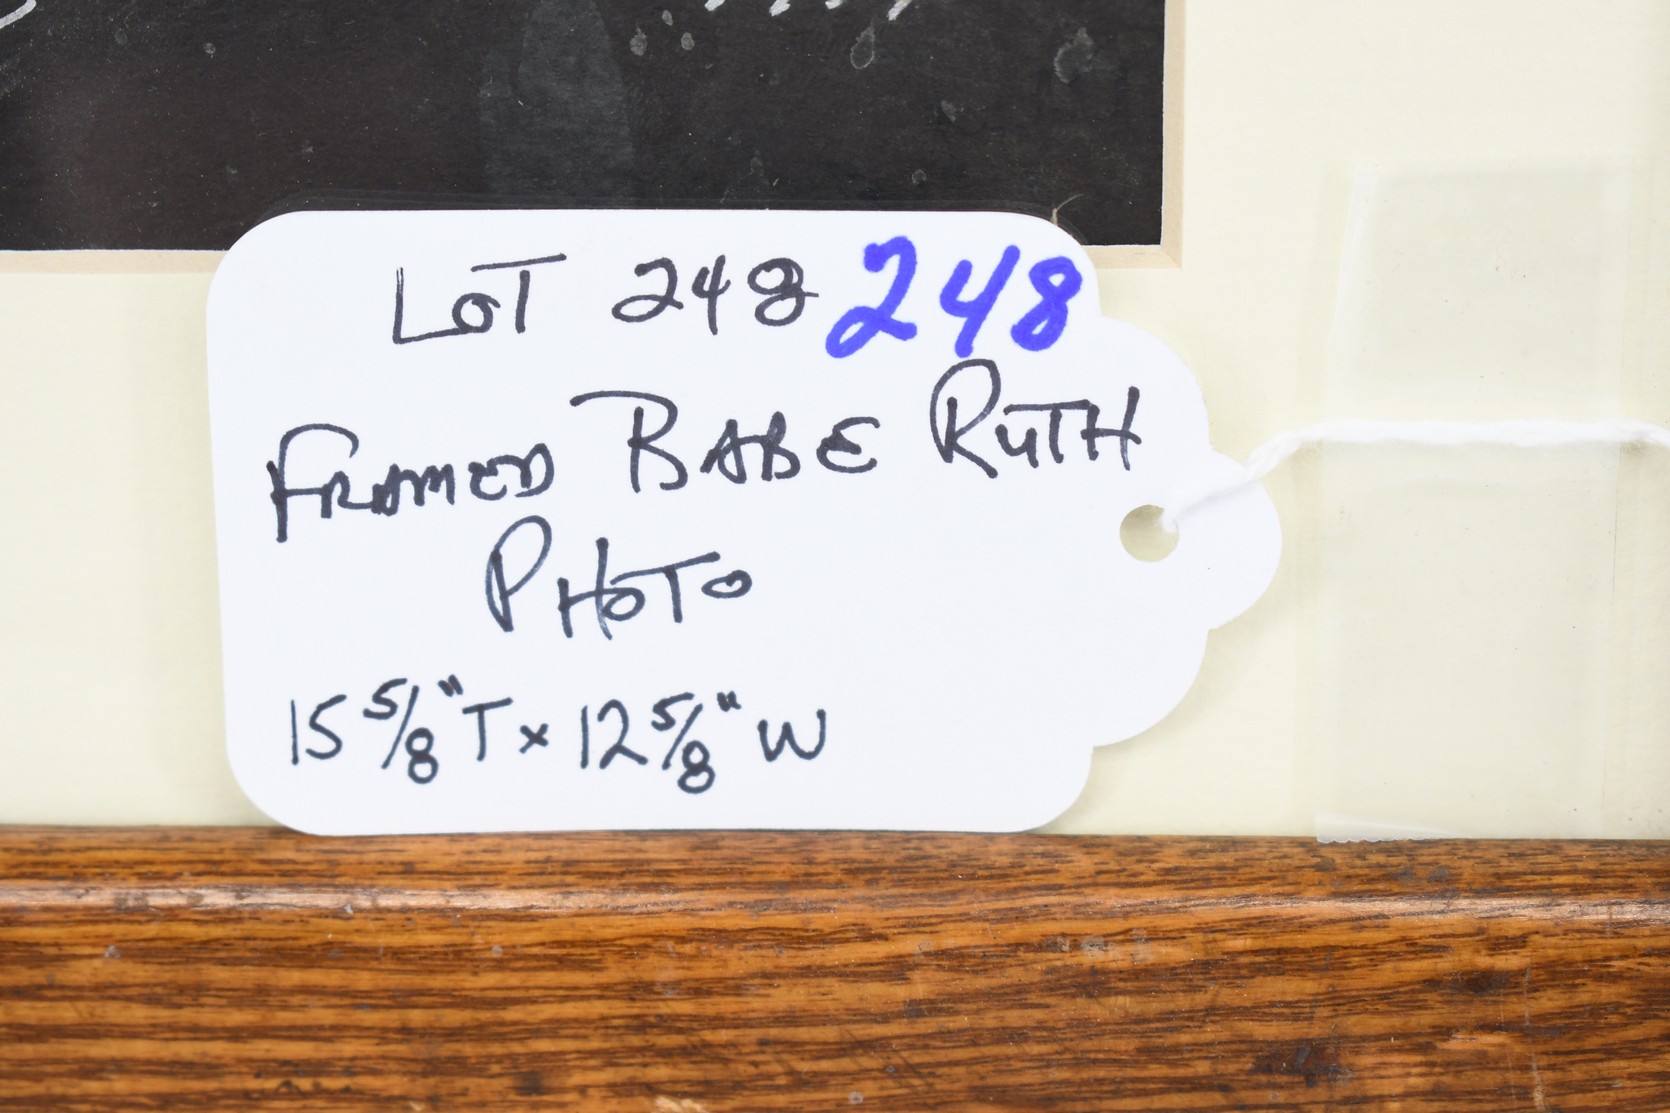 LOT 248 248
FRAMED BABE RUTH
PHOTO
15 5/8" T x 12 5/8" W